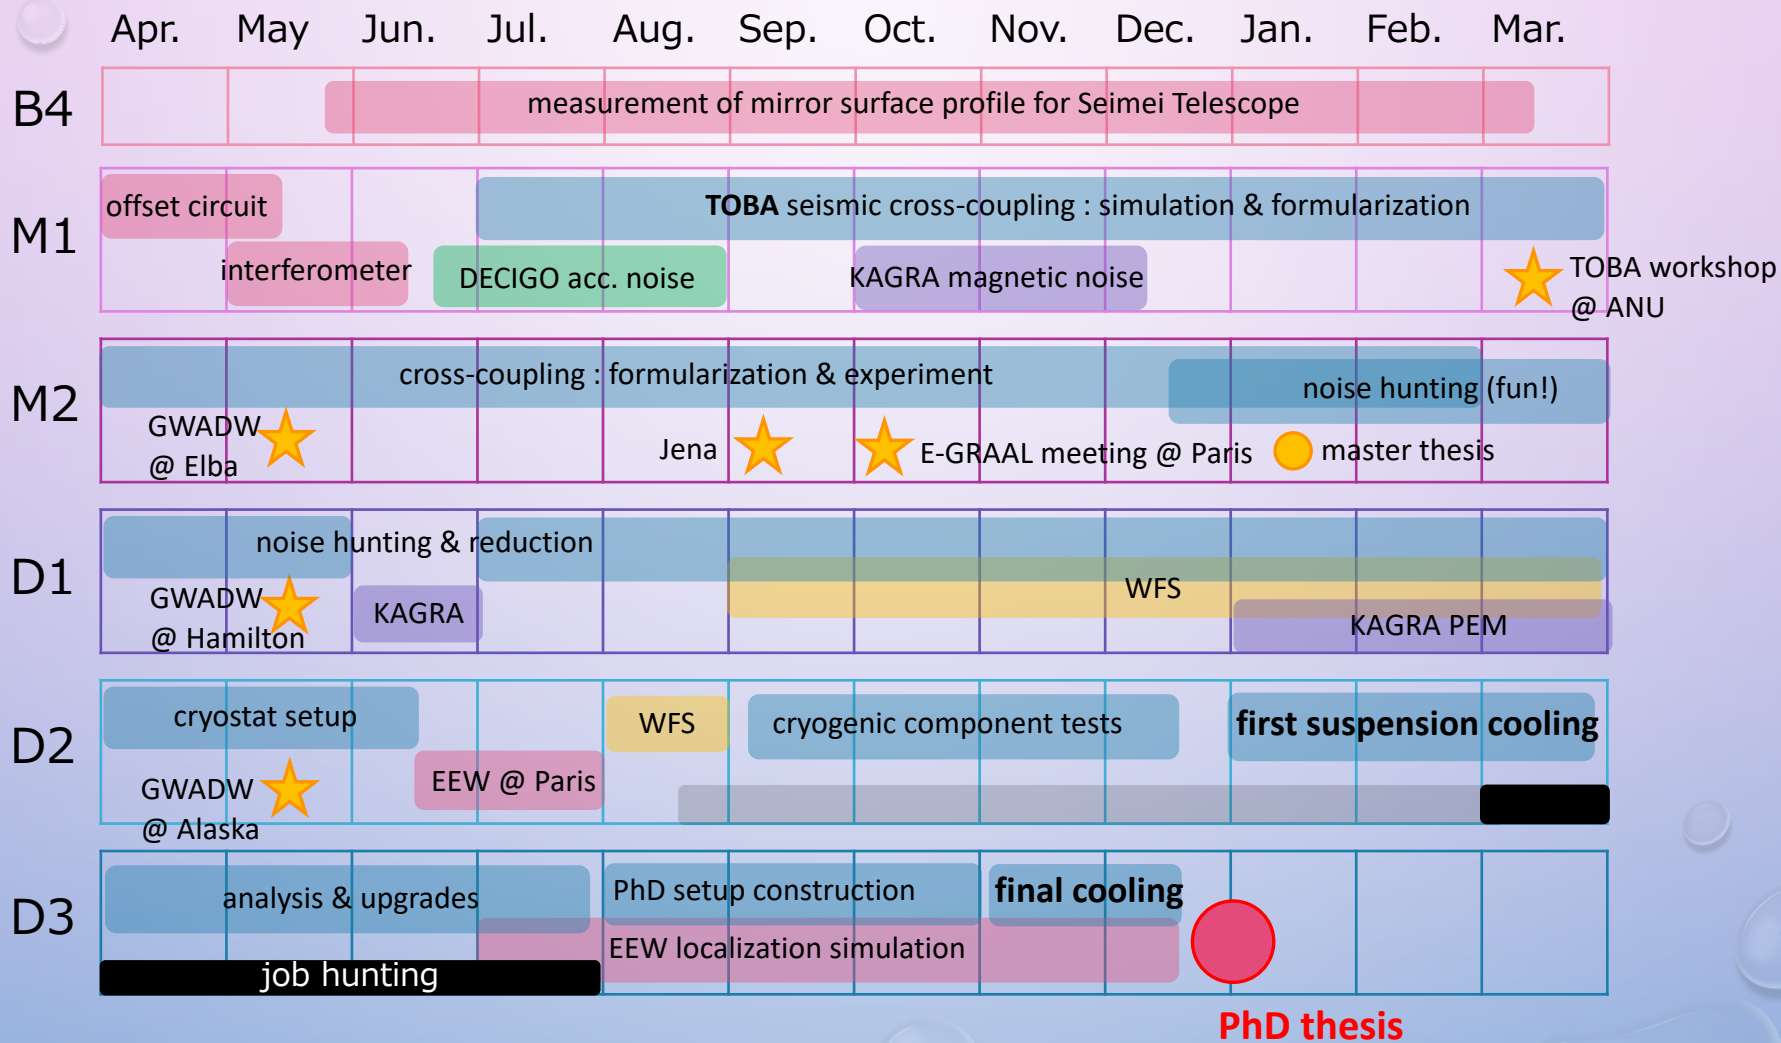 Apr. May Jun. Jul. Aug. Sep. Oct. Nov. Dec. Jan. Feb. Mar.
B4
measurement of mirror surface profile for Seimei Telescope
M1
offset circuit
TOBA seismic cross-coupling : simulation & formularization
interferometer
DECIGO acc. noise
KAGRA magnetic noise
TOBA workshop
@ ANU
M2
cross-coupling : formularization & experiment
noise hunting (fun!)
GWADW
@ Elba
Jena
E-GRAAL meeting @ Paris
master thesis
D1
noise hunting & reduction
WFS
GWADW
@ Hamilton
KAGRA
KAGRA PEM
D2
cryostat setup
WFS
cryogenic component tests
first suspension cooling
GWADW
@ Alaska
EEW @ Paris
D3
analysis & upgrades
PhD setup construction
final cooling
EEW localization simulation
job hunting
PhD thesis